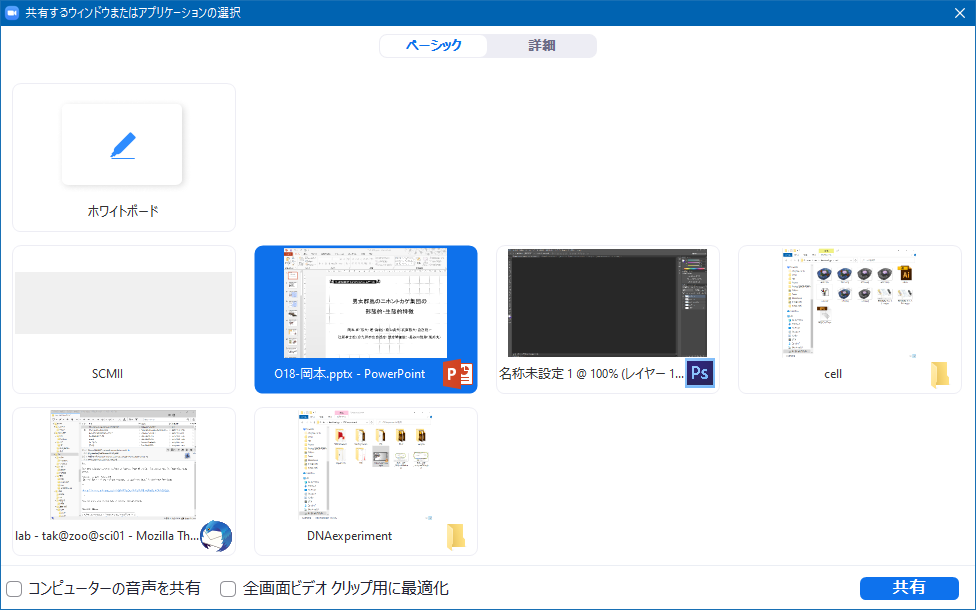 共有するウィンドウまたはアプリケーションの選択
ベーシック
詳細
ホワイトボード
SCMII
O18-岡本.pptx - PowerPoint
名称未設定 1 @ 100% (レイヤー 1...
Ps
cell
男女群島のニホントカゲ集団の
形態的・生態的特徴
Ai
lab - tak@zoo@sci01 - Mozilla Th...
DNAexperiment
コンピューターの音声を共有
全画面ビデオ クリップ用に最適化
共有